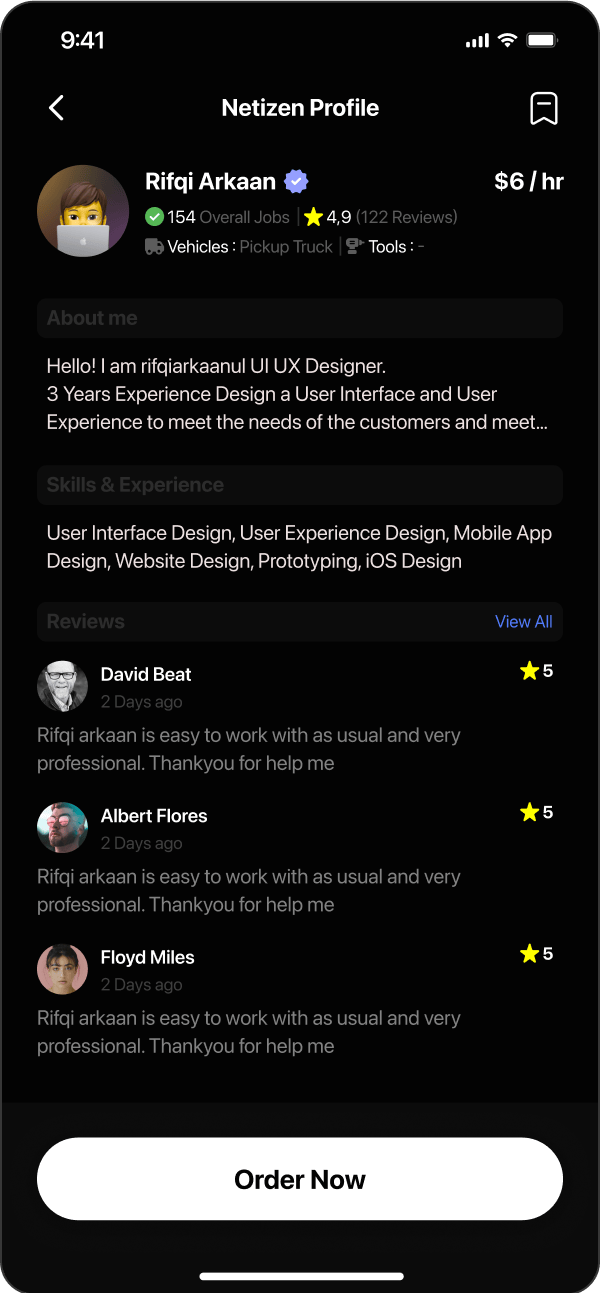 9:41
Netizen Profile
Rifqi Arkaan
$6 / hr
154 Overall Jobs | 4,9 (122 Reviews)
Vehicles : Pickup Truck | Tools : -
About me
Hello! I am rifqiarkaanul UI UX Designer.
3 Years Experience Design a User Interface and User
Experience to meet the needs of the customers and meet...
Skills & Experience
User Interface Design, User Experience Design, Mobile App
Design, Website Design, Prototyping, iOS Design
Reviews
View All
David Beat
5
2 Days ago
Rifqi arkaan is easy to work with as usual and very
professional. Thankyou for help me
Albert Flores
5
2 Days ago
Rifqi arkaan is easy to work with as usual and very
professional. Thankyou for help me
Floyd Miles
5
2 Days ago
Rifqi arkaan is easy to work with as usual and very
professional. Thankyou for help me
Order Now